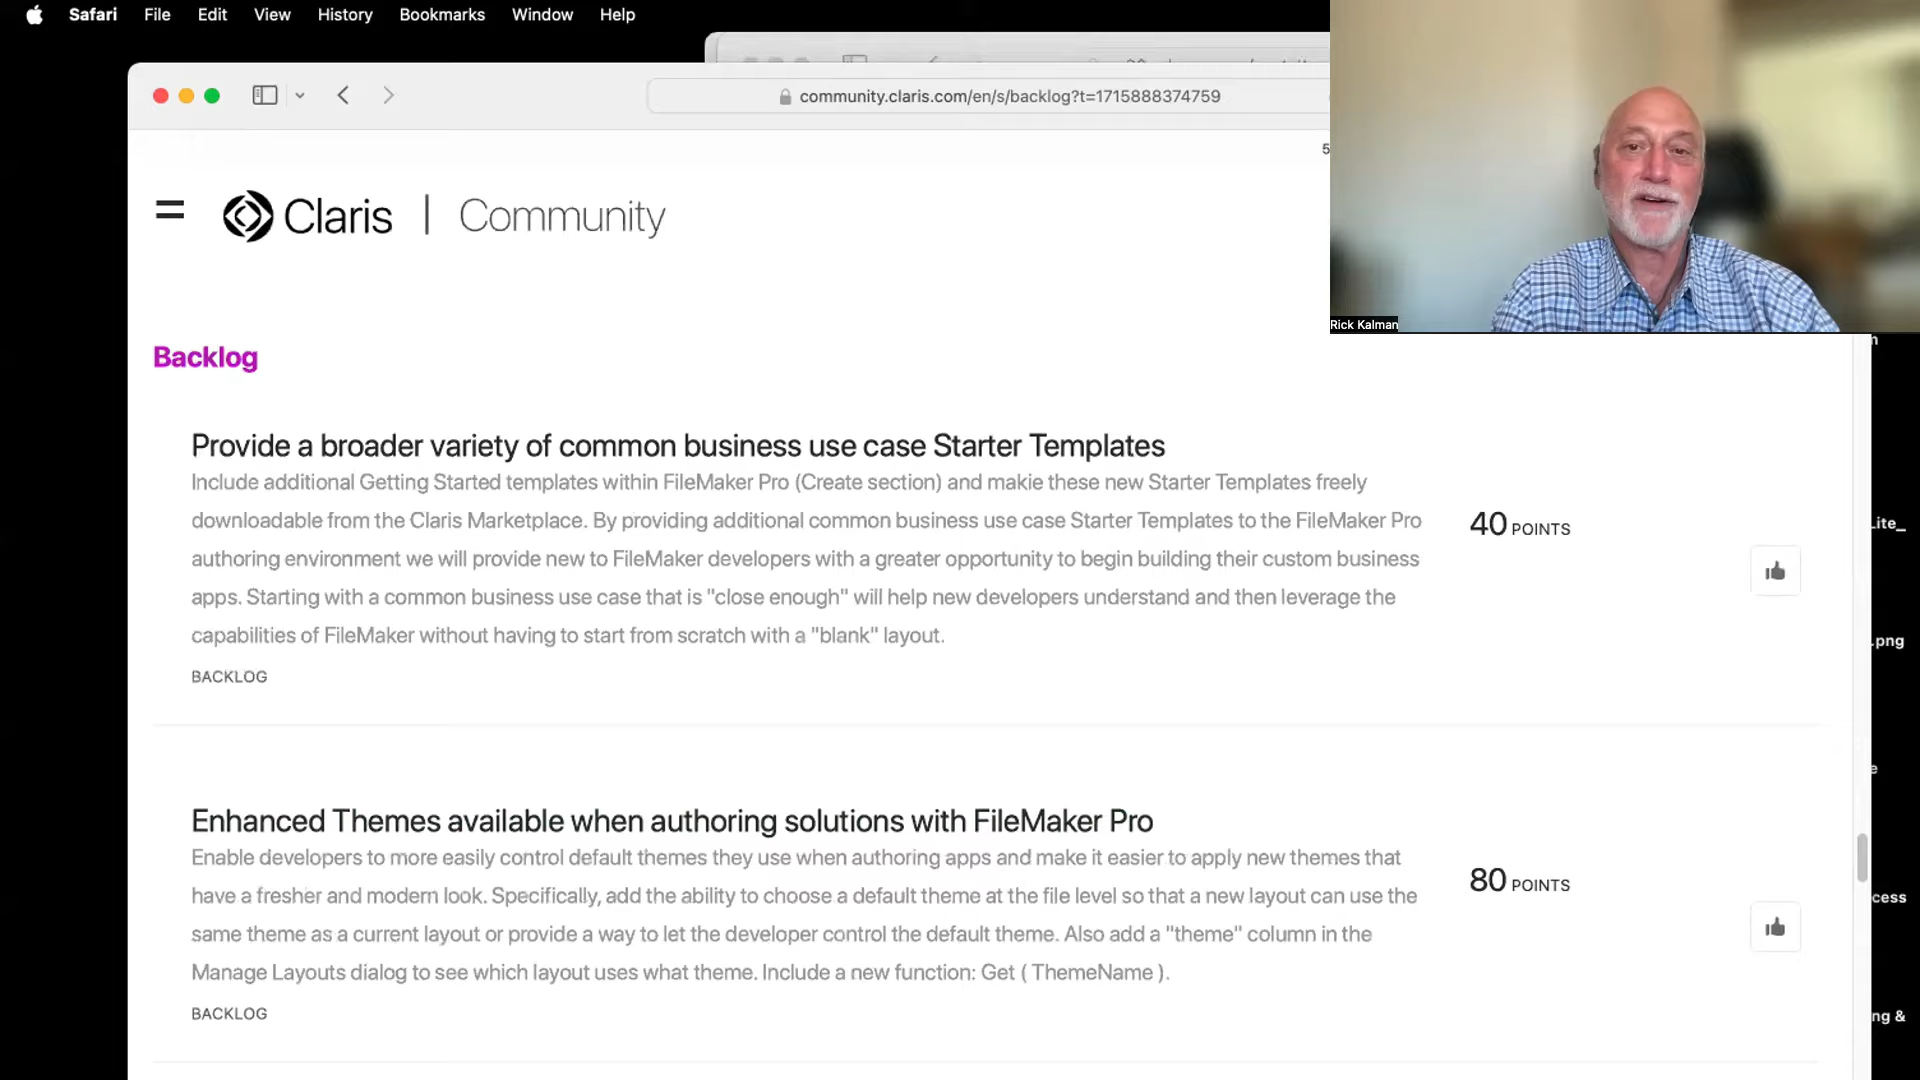 Safari File Edit View History Bookmarks Window Help
community.claris.com/en/s/backlog?t=1715888374759
5
Claris | Community
Rick Kalman
Backlog
Provide a broader variety of common business use case Starter Templates
Include additional Getting Started templates within FileMaker Pro (Create section) and makie these new Starter Templates freely
downloadable from the Claris Marketplace. By providing additional common business use case Starter Templates to the FileMaker Pro
authoring environment we will provide new to FileMaker developers with a greater opportunity to begin building their custom business
apps. Starting with a common business use case that is "close enough" will help new developers understand and then leverage the
capabilities of FileMaker without having to start from scratch with a "blank" layout.
BACKLOG
40 POINTS
Lite_
.png
Enhanced Themes available when authoring solutions with FileMaker Pro
Enable developers to more easily control default themes they use when authoring apps and make it easier to apply new themes that
have a fresher and modern look. Specifically, add the ability to choose a default theme at the file level so that a new layout can use the
same theme as a current layout or provide a way to let the developer control the default theme. Also add a "theme" column in the
Manage Layouts dialog to see which layout uses what theme. Include a new function: Get ( ThemeName ).
BACKLOG
80 POINTS
cess
ng &